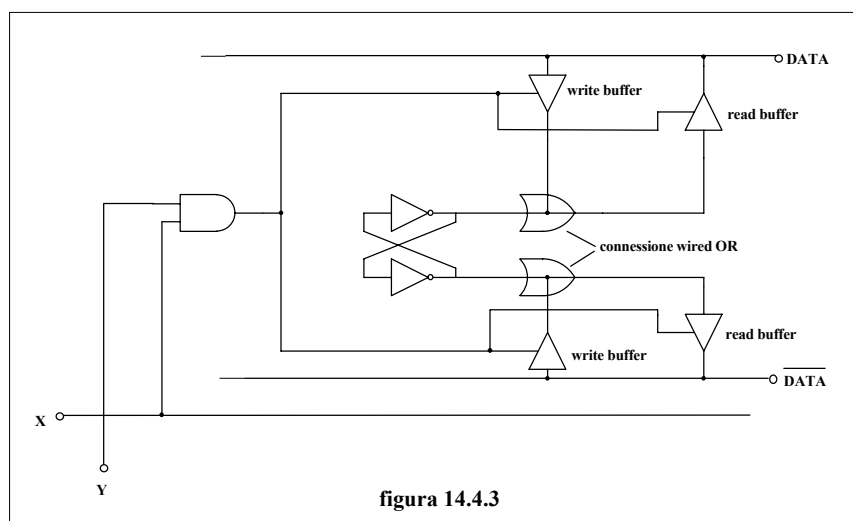 DATA
write buffer
read buffer
connessione wired OR
read buffer
write buffer
DATA
X
Y
figura 14.4.3